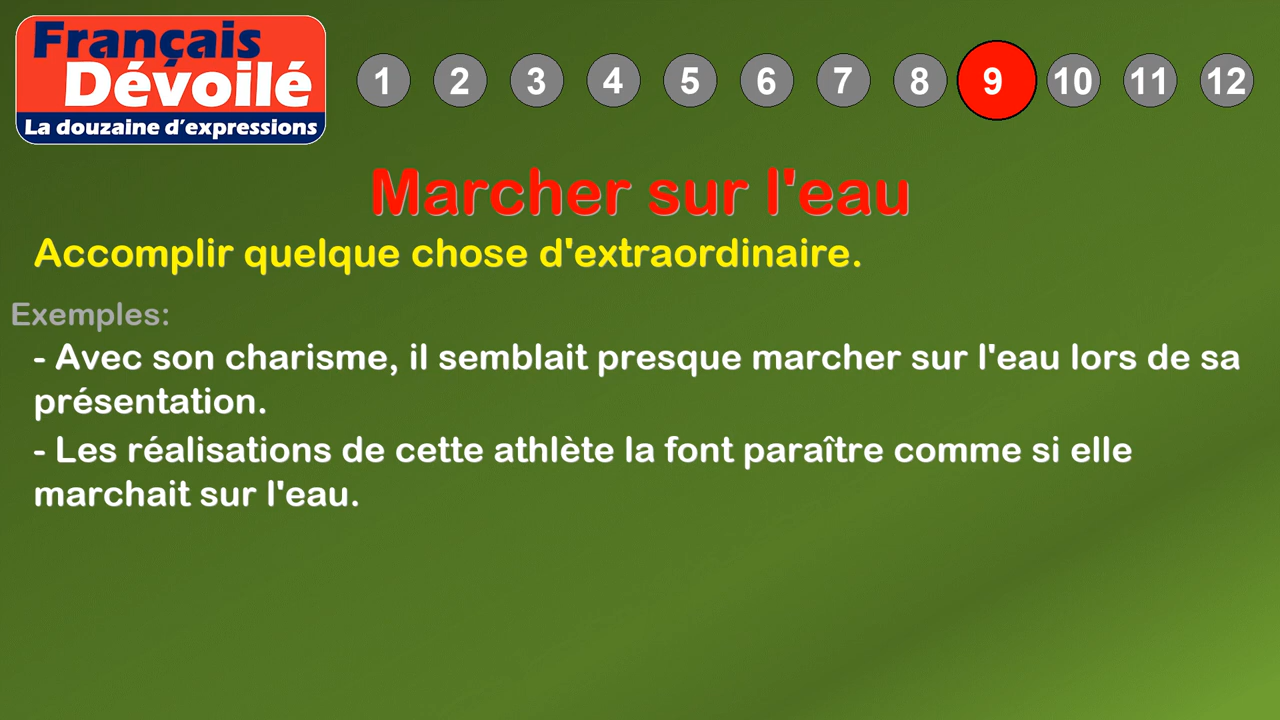 Français
Dévoilé
La douzaine d'expressions
1 2 3 4 5 6 7 8 9 10 11 12
Marcher sur l'eau
Accomplir quelque chose d'extraordinaire.
Exemples:
- Avec son charisme, il semblait presque marcher sur l'eau lors de sa
présentation.
- Les réalisations de cette athlète la font paraître comme si elle
marchait sur l'eau.